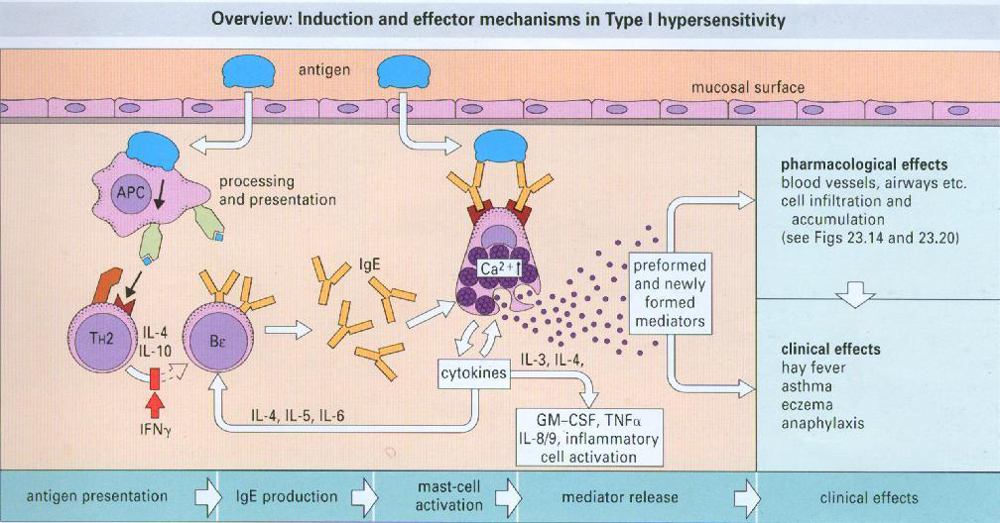 Overview: Induction and effector mechanisms in Type I hypersensitivity
antigen
mucosal surface
APC
processing
and presentation
pharmacological effects
blood vessels, airways etc.
cell infiltration and
accumulation
(see Figs 23.14 and 23.20)
IgE
Ca²⁺↑
preformed
and newly
formed
mediators
TH2
IL-4
IL-10
Bε
IFNγ
cytokines
IL-3, IL-4,
IL-4, IL-5, IL-6
GM–CSF, TNFα
IL-8/9, inflammatory
cell activation
clinical effects
hay fever
asthma
eczema
anaphylaxis
antigen presentation
IgE production
mast-cell
activation
mediator release
clinical effects